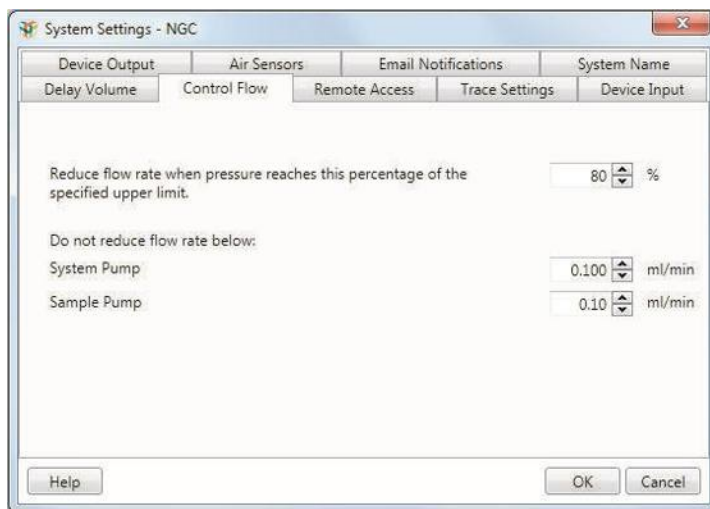 System Settings - NGC
Device Output Air Sensors Email Notifications System Name
Delay Volume Control Flow Remote Access Trace Settings Device Input
Reduce flow rate when pressure reaches this percentage of the 80 %
specified upper limit.
Do not reduce flow rate below:
System Pump 0.100 ml/min
Sample Pump 0.10 ml/min
Help OK Cancel